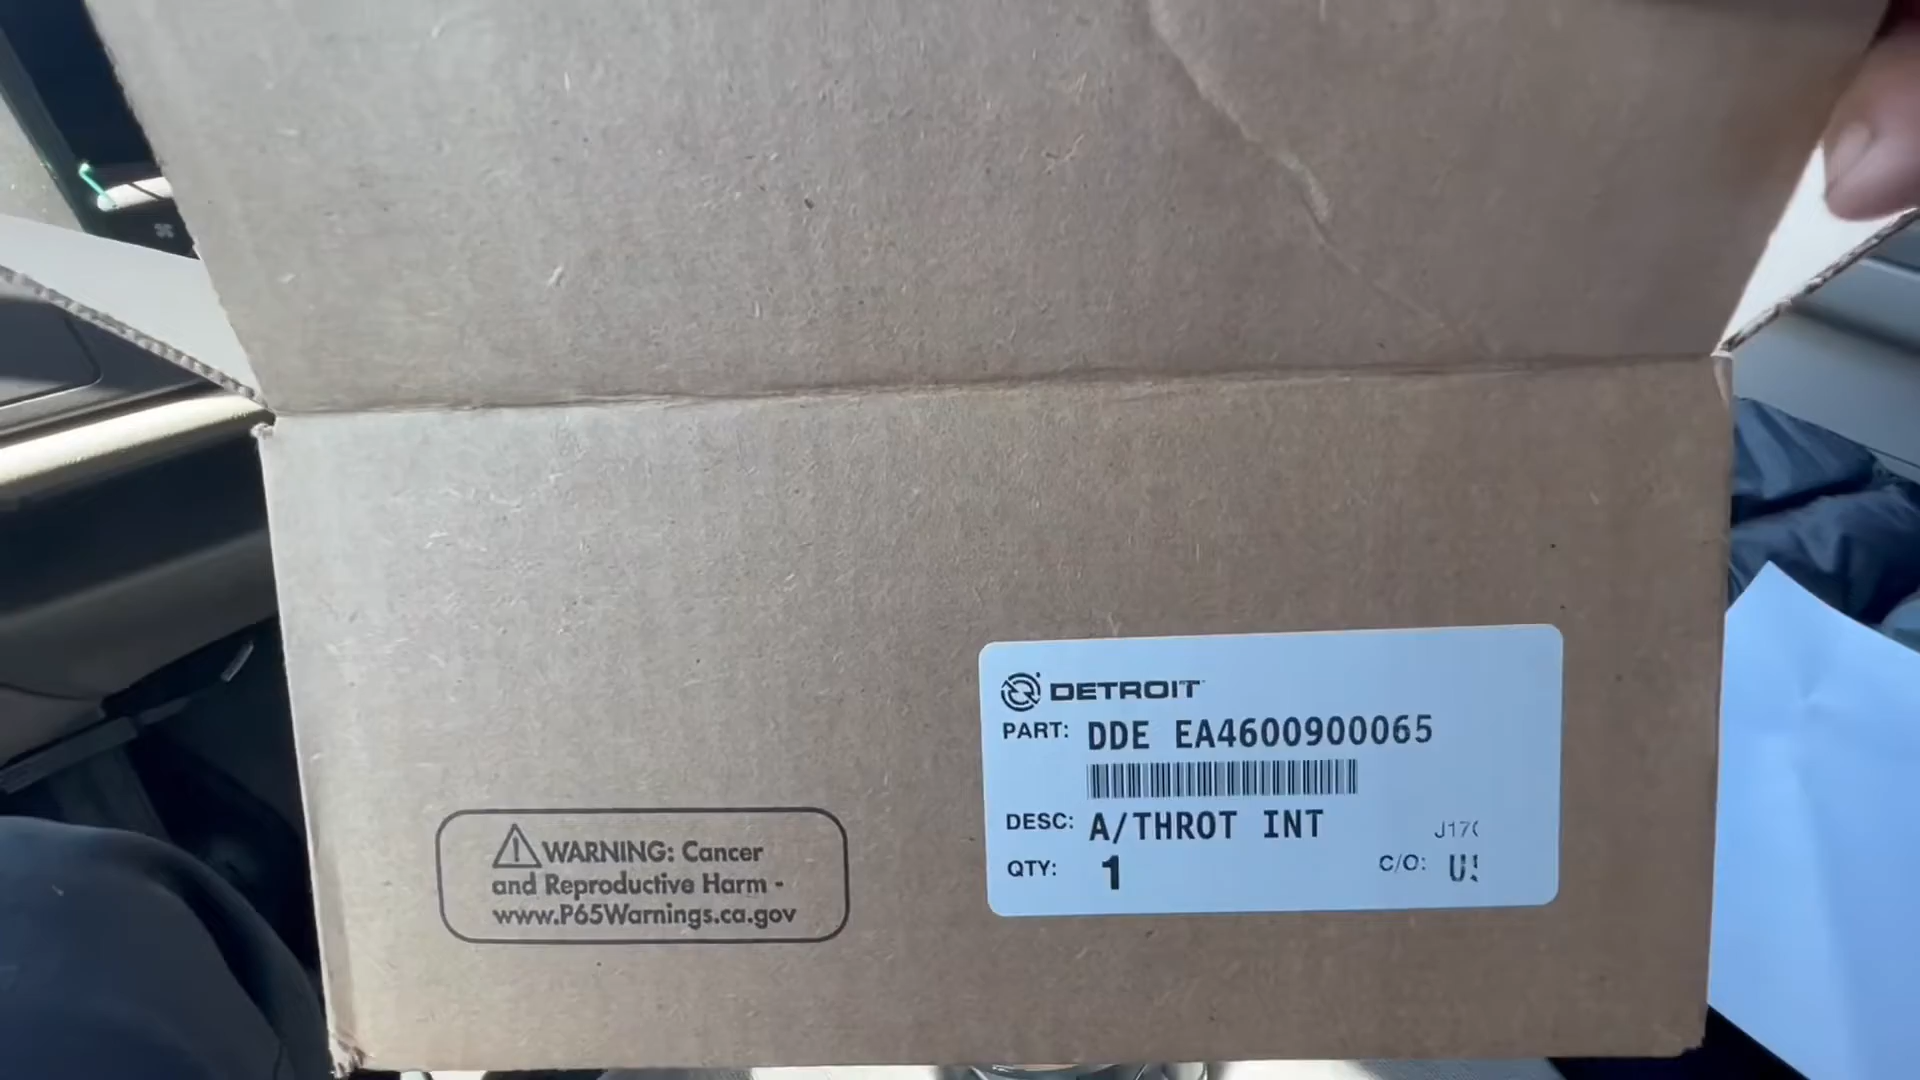 DETROIT
PART: DDE EA4600900065
DESC: A/THROT INT
QTY: 1
C/O:
WARNING: Cancer
and Reproductive Harm -
www.P65Warnings.ca.gov